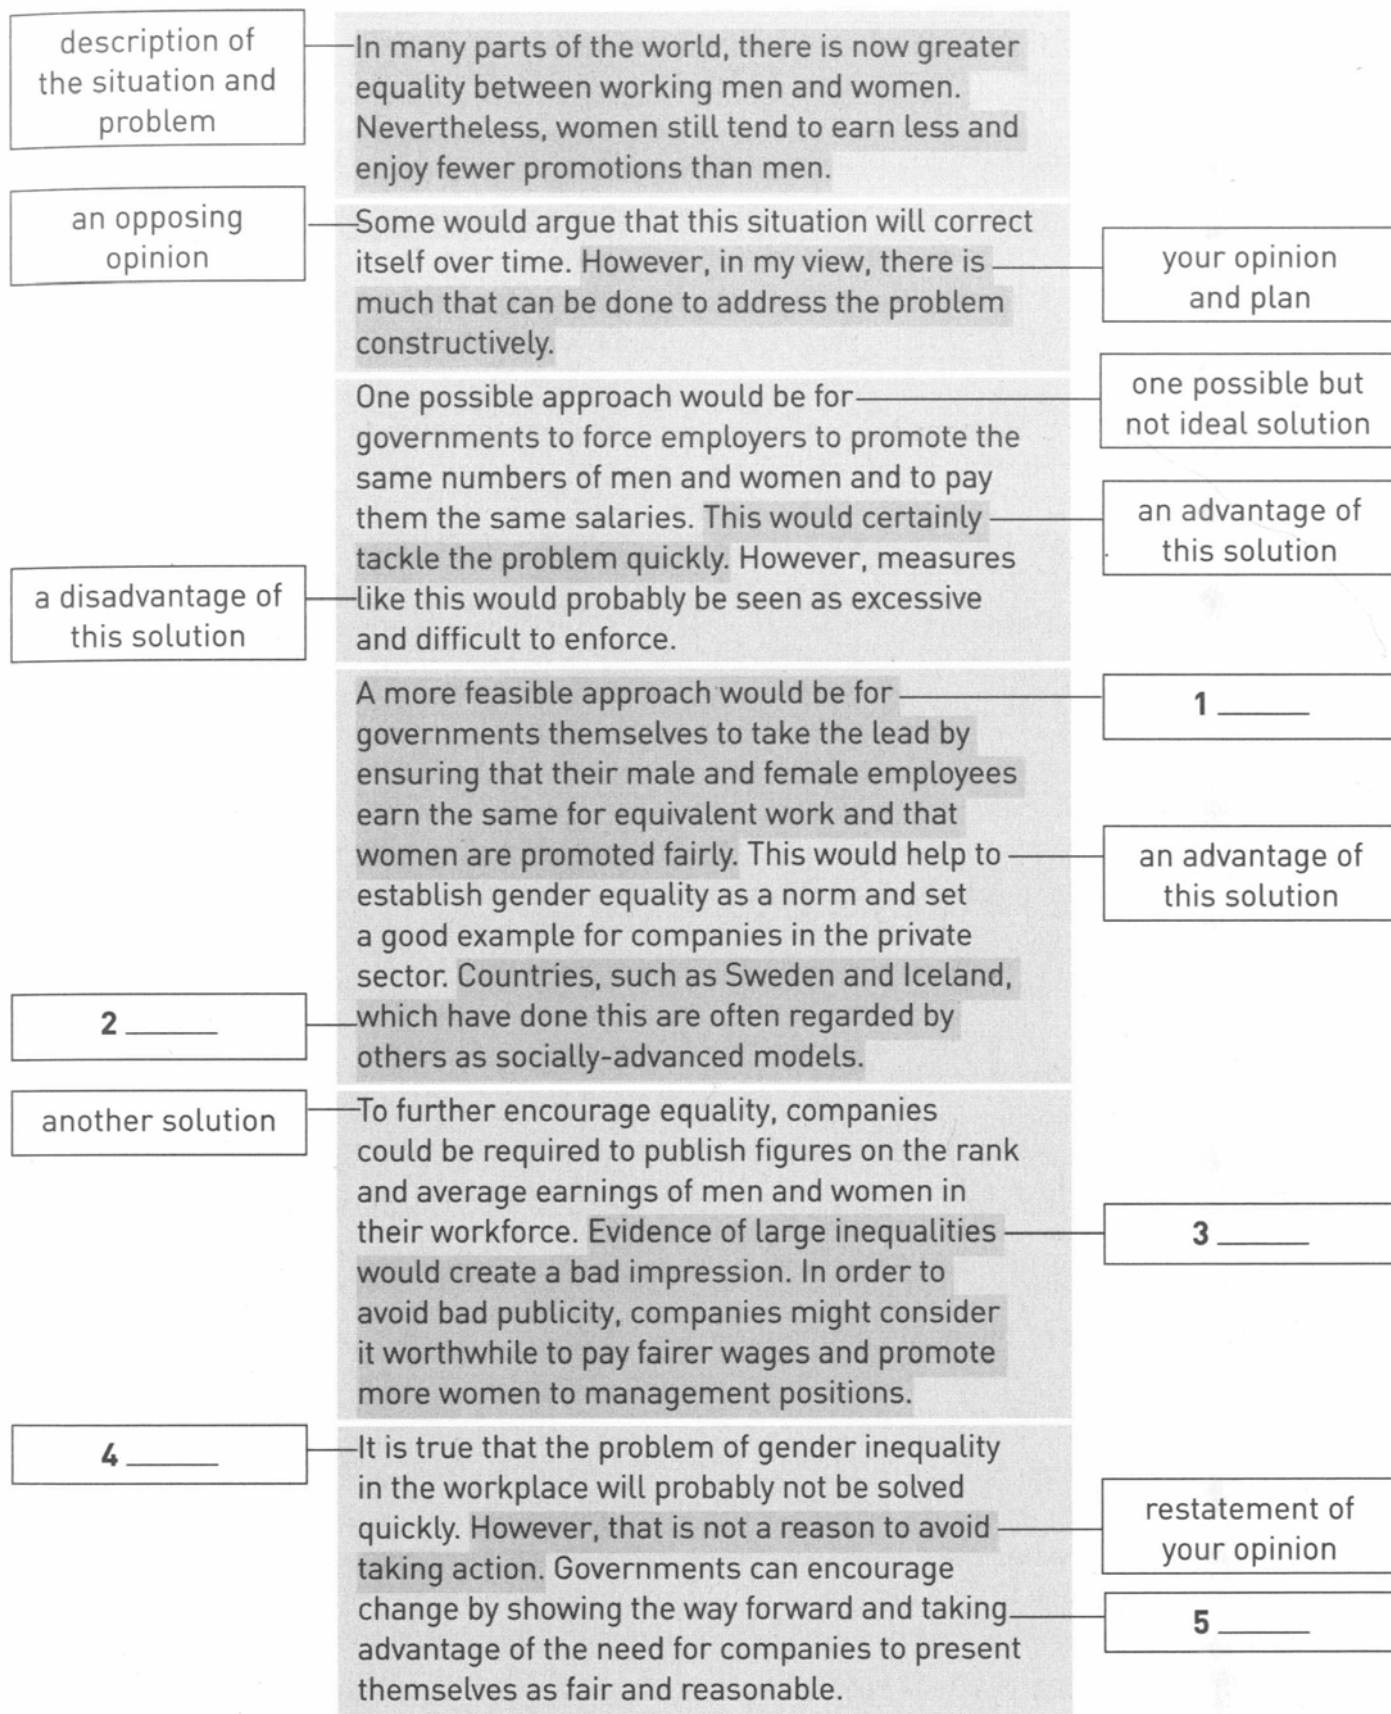 description of
the situation and
problem
In many parts of the world, there is now greater
equality between working men and women.
Nevertheless, women still tend to earn less and
enjoy fewer promotions than men.
an opposing
opinion
Some would argue that this situation will correct
itself over time. However, in my view, there is
much that can be done to address the problem
constructively.
your opinion
and plan
One possible approach would be for
governments to force employers to promote the
same numbers of men and women and to pay
them the same salaries. This would certainly
tackle the problem quickly. However, measures
like this would probably be seen as excessive
and difficult to enforce.
one possible but
not ideal solution
an advantage of
this solution
a disadvantage of
this solution
A more feasible approach would be for
governments themselves to take the lead by
ensuring that their male and female employees
earn the same for equivalent work and that
women are promoted fairly. This would help to
establish gender equality as a norm and set
a good example for companies in the private
sector. Countries, such as Sweden and Iceland,
which have done this are often regarded by
others as socially-advanced models.
1 ______
an advantage of
this solution
2 ______
another solution
To further encourage equality, companies
could be required to publish figures on the rank
and average earnings of men and women in
their workforce. Evidence of large inequalities
would create a bad impression. In order to
avoid bad publicity, companies might consider
it worthwhile to pay fairer wages and promote
more women to management positions.
3 ______
4 ______
It is true that the problem of gender inequality
in the workplace will probably not be solved
quickly. However, that is not a reason to avoid
taking action. Governments can encourage
change by showing the way forward and taking
advantage of the need for companies to present
themselves as fair and reasonable.
restatement of
your opinion
5 ______